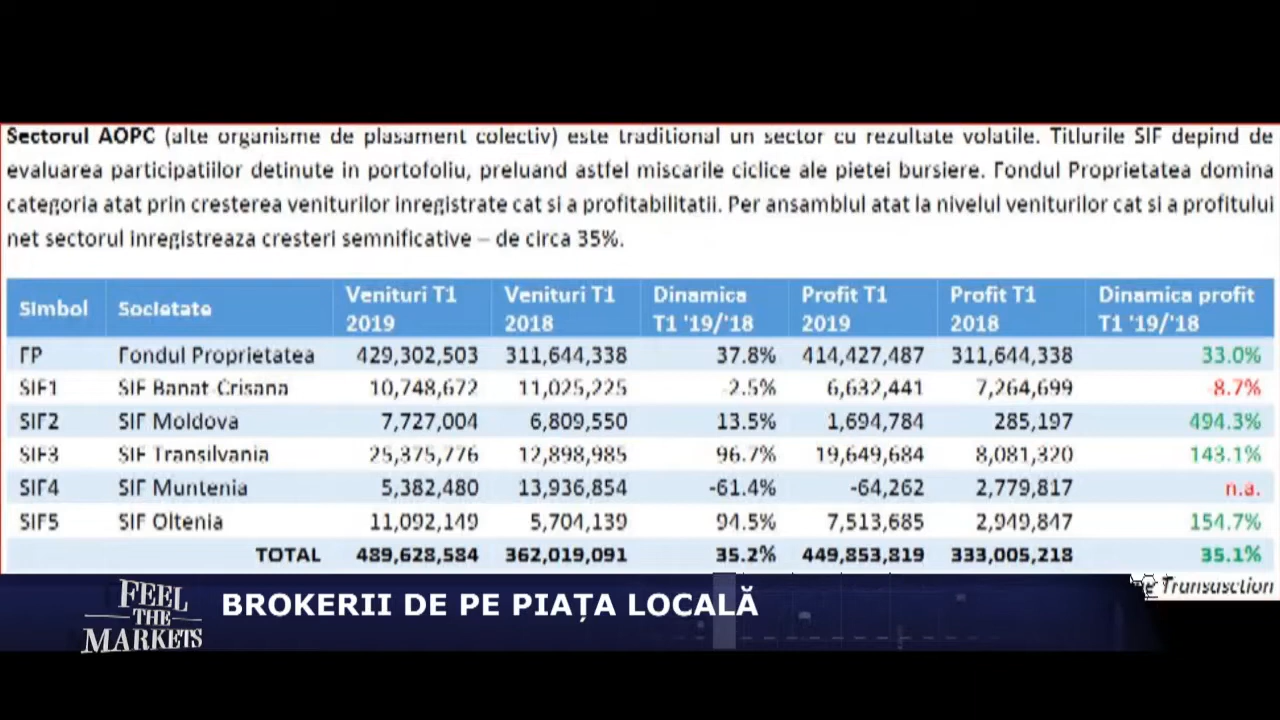 Sectorul AOPC (alte organisme de plasament colectiv) este traditional un sector cu rezultate volatile. Titlurile SIF depind de
evaluarea participatiilor detinute in portofoliu, preluand astfel miscarile ciclice ale pietei bursiere. Fondul Proprietatea domina
categoria atat prin cresterea veniturilor inregistrate cat si a profitabilitatii. Per ansamblul atat la nivelul veniturilor cat si a profitului
net sectorul inregistreaza cresteri semnificative – de circa 35%.
Simbol Societate Venituri T1 2019 Venituri T1 2018 Dinamica T1 '19/'18 Profit T1 2019 Profit T1 2018 Dinamica profit T1 '19/'18
FP Fondul Proprietatea 429,302,503 311,644,338 37.8% 414,427,487 311,644,338 33.0%
SIF1 SIF Banat-Crisana 10,748,672 11,025,225 -2.5% 6,632,441 7,264,699 -8.7%
SIF2 SIF Moldova 7,727,004 6,809,550 13.5% 1,694,784 285,197 494.3%
SIF3 SIF Transilvania 25,375,776 12,898,985 96.7% 19,649,684 8,081,320 143.1%
SIF4 SIF Muntenia 5,382,480 13,936,854 -61.4% -64,262 2,779,817 n.a.
SIF5 SIF Oltenia 11,092,149 5,704,139 94.5% 7,513,685 2,949,847 154.7%
TOTAL 489,628,584 362,019,091 35.2% 449,853,819 333,005,218 35.1%
Transasction
FEEL
THE
MARKETS
BROKERII DE PE PIAȚA LOCALĂ